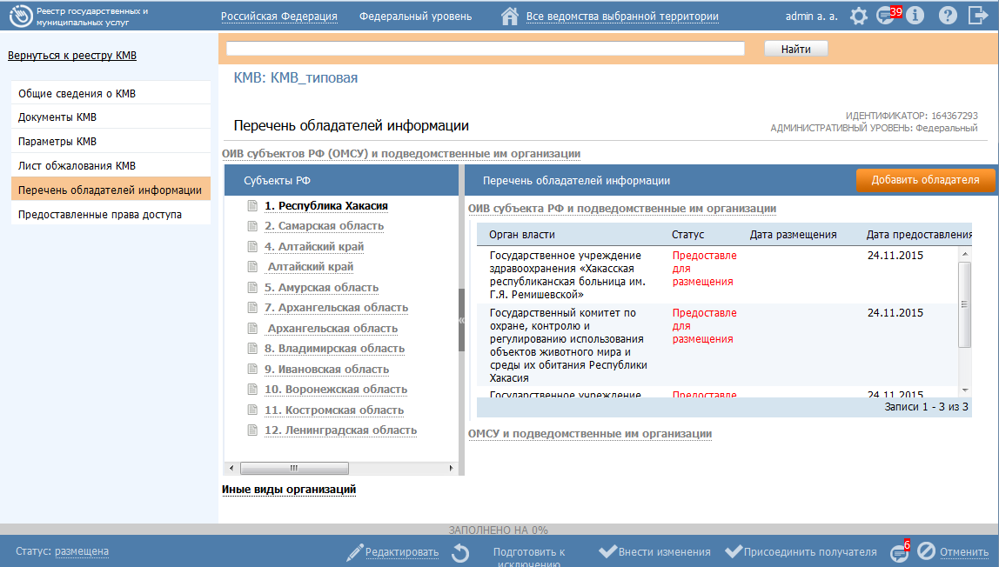 Реестр государственных и
муниципальных услуг
Российская Федерация
Федеральный уровень
Все ведомства выбранной территории
admin a. a.
39
Вернуться к реестру КМВ
Найти
Общие сведения о КМВ
Документы КМВ
Параметры КМВ
Лист обжалования КМВ
Перечень обладателей информации
Предоставленные права доступа
КМВ: КМВ_типовая
Перечень обладателей информации
ИДЕНТИФИКАТОР: 164367293
АДМИНИСТРАТИВНЫЙ УРОВЕНЬ: Федеральный
ОИВ субъектов РФ (ОМСУ) и подведомственные им организации
Субъекты РФ
1. Республика Хакасия
2. Самарская область
4. Алтайский край
Алтайский край
5. Амурская область
7. Архангельская область
Архангельская область
8. Владимирская область
9. Ивановская область
10. Воронежская область
11. Костромская область
12. Ленинградская область
Перечень обладателей информации
Добавить обладателя
ОИВ субъекта РФ и подведомственные им организации
Орган власти Статус Дата размещения Дата предоставления
Государственное учреждение здравоохранения «Хакасская республиканская больница им. Г.Я. Ремишевской»
Предоставле для размещения
24.11.2015
Государственный комитет по охране, контролю и регулированию использования объектов животного мира и среды их обитания Республики Хакасия
Предоставле для размещения
24.11.2015
Государственное учреждение
Предоставле
24.11.2015
Записи 1 - 3 из 3
ОМСУ и подведомственные им организации
Иные виды организаций
ЗАПОЛНЕНО НА 0%
Статус: размещена
Редактировать
Подготовить к
исключению
Внести изменения
Присоединить получателя
6
Отменить